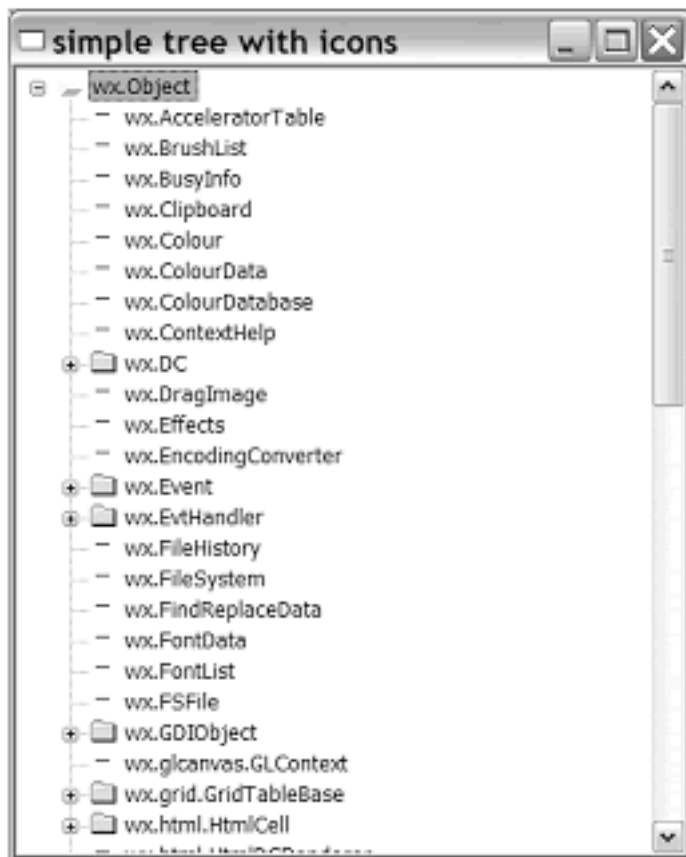 simple tree with icons
wx.Object
wx.AcceleratorTable
wx.BrushList
wx.BusyInfo
wx.Clipboard
wx.Colour
wx.ColourData
wx.ColourDatabase
wx.ContextHelp
wx.DC
wx.DragImage
wx.Effects
wx.EncodingConverter
wx.Event
wx.EvtHandler
wx.FileHistory
wx.FileSystem
wx.FindReplaceData
wx.FontData
wx.FontList
wx.FSFile
wx.GDIObject
wx.glcanvas.GLContext
wx.grid.GridTableBase
wx.html.HtmlCell